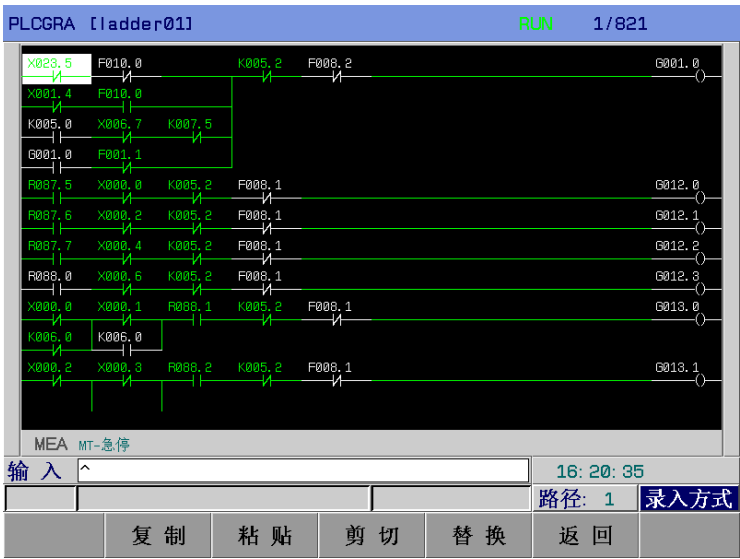 PLCGRA [ladder01] RUN 1/821
X023.5 F010.0 K005.2 F008.2 G001.0
X001.4 F010.0
K005.0 X006.7 K007.5
G001.0 F001.1
R087.5 X000.0 K005.2 F008.1 G012.0
R087.6 X000.2 K005.2 F008.1 G012.1
R087.7 X000.4 K005.2 F008.1 G012.2
R088.0 X000.6 K005.2 F008.1 G012.3
X000.0 X000.1 R088.1 K005.2 F008.1 G013.0
K006.0 K006.0
X000.2 X000.3 R088.2 K005.2 F008.1 G013.1
MEA MT-急停
输入 ^ 16:20:35
路径: 1 录入方式
复制 粘贴 剪切 替换 返回